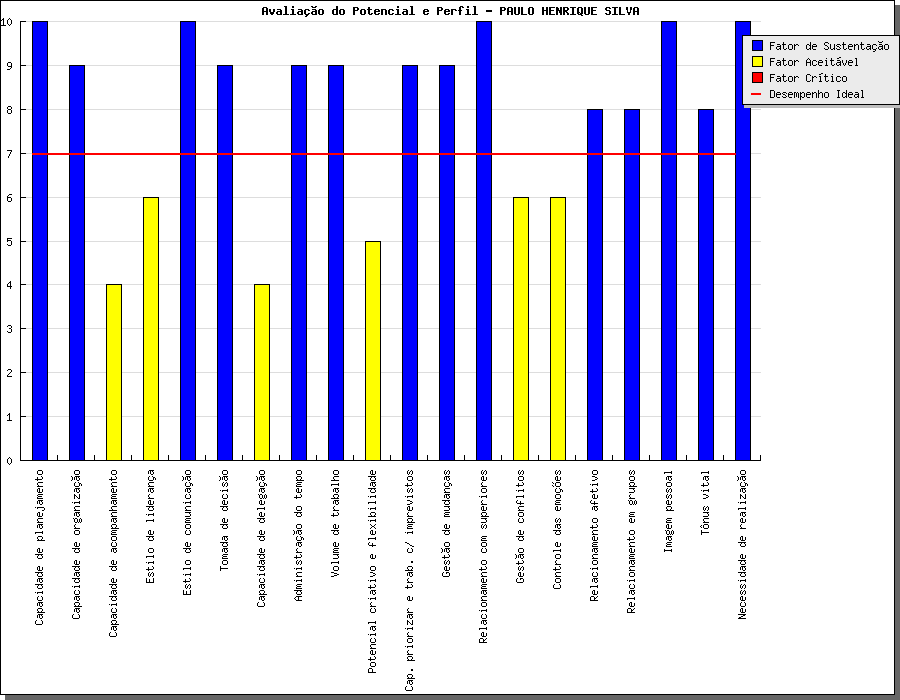 Avaliação do Potencial e Perfil - PAULO HENRIQUE SILVA
10
9
8
7
6
5
4
3
2
1
0
Fator de Sustentação
Fator Aceitável
Fator Crítico
Desempenho Ideal
Capacidade de planejamento
Capacidade de organização
Capacidade de acompanhamento
Estilo de liderança
Estilo de comunicação
Tomada de decisão
Capacidade de delegação
Administração do tempo
Volume de trabalho
Potencial criativo e flexibilidade
Cap. priorizar e trab. c/ imprevistos
Gestão de mudanças
Relacionamento com superiores
Gestão de conflitos
Controle das emoções
Relacionamento afetivo
Relacionamento em grupos
Imagem pessoal
Tônus vital
Necessidade de realização